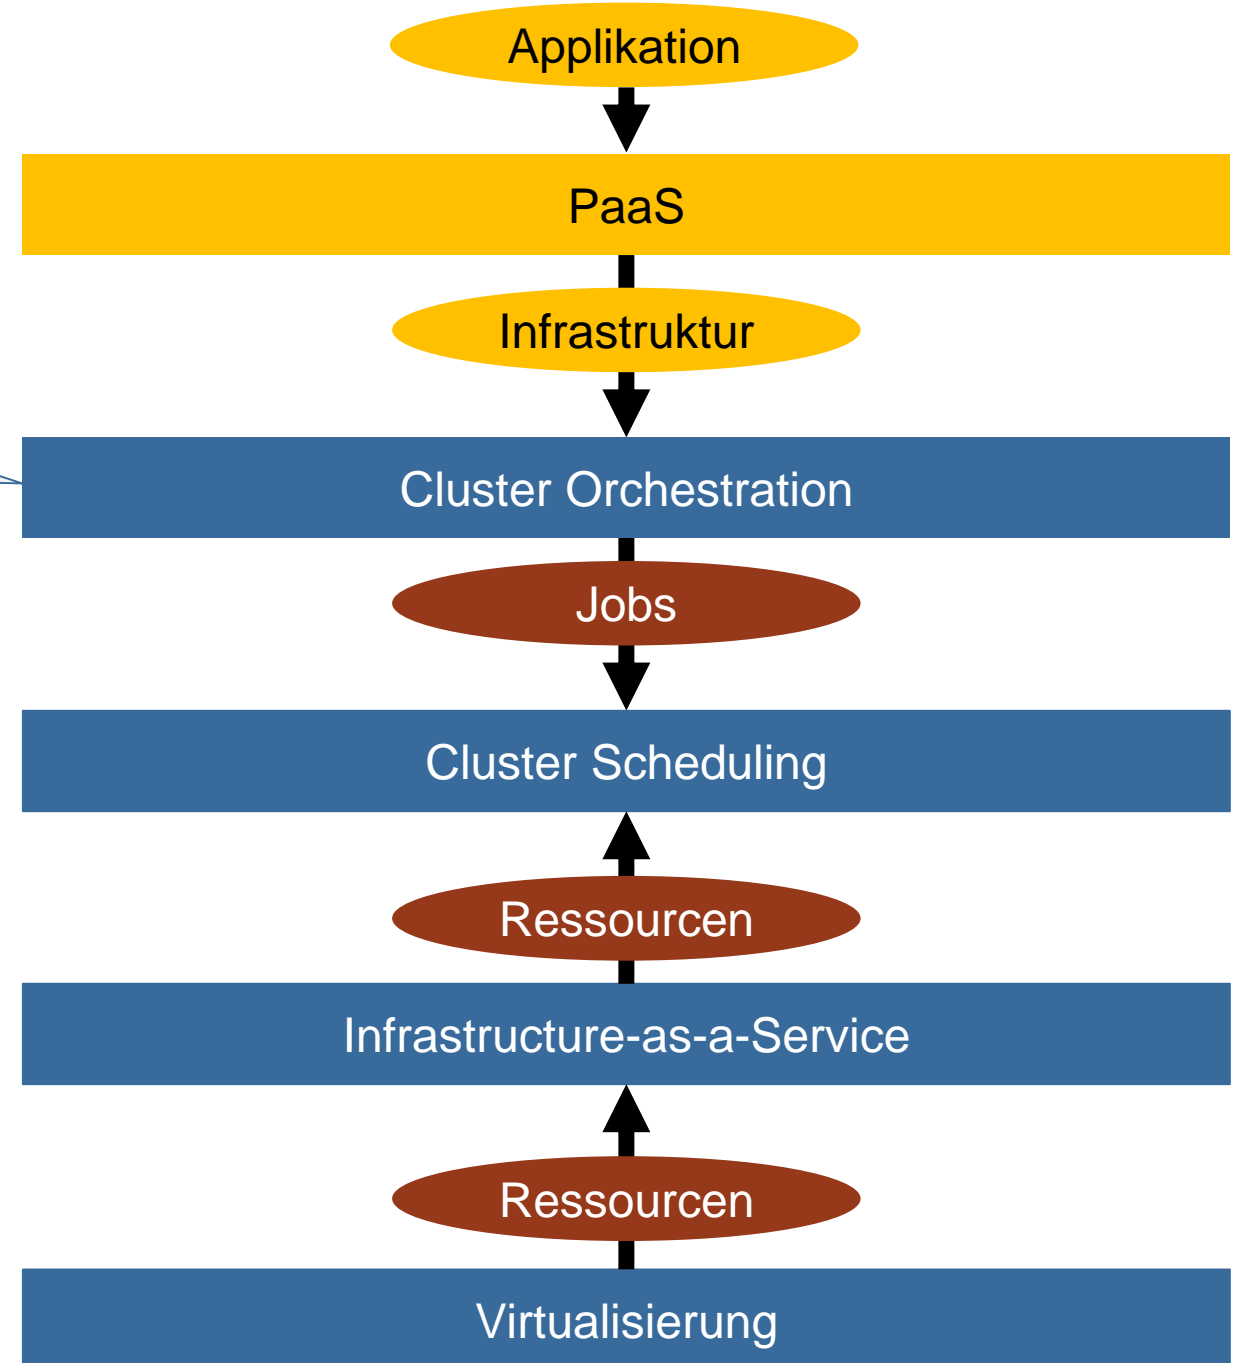 Applikation
PaaS
Infrastruktur
Cluster Orchestration
Jobs
Cluster Scheduling
Ressourcen
Infrastructure-as-a-Service
Ressourcen
Virtualisierung